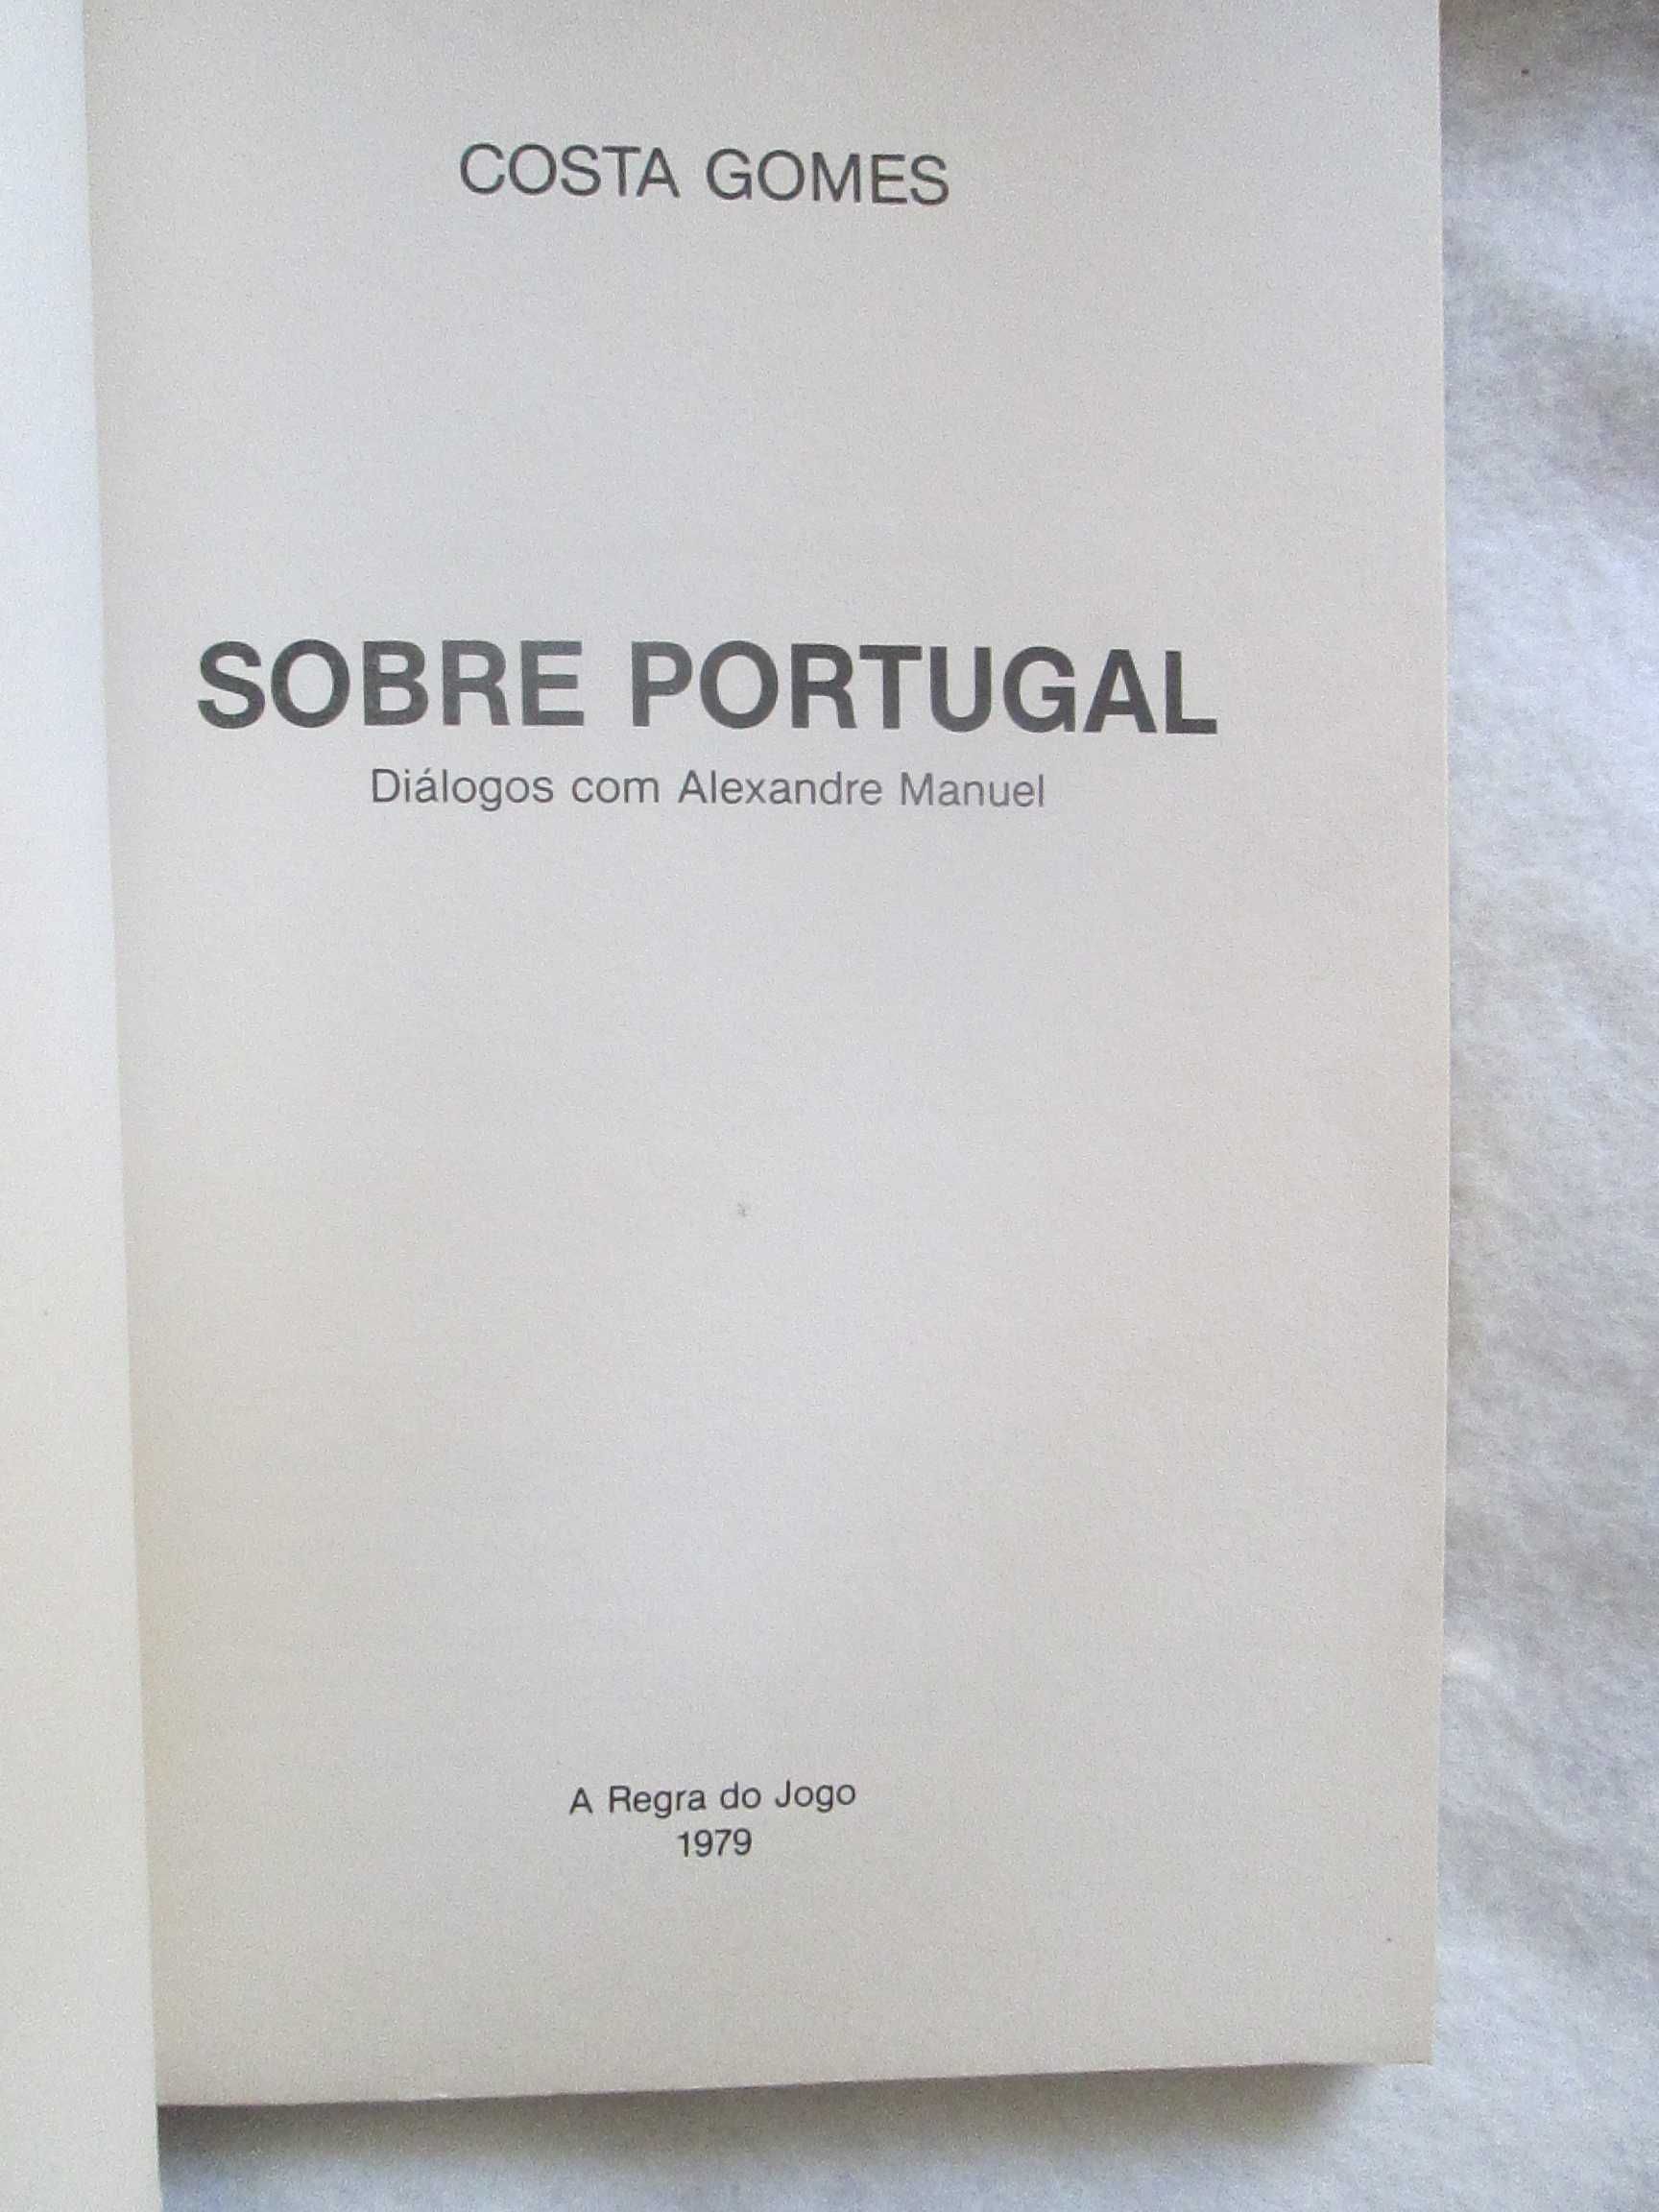 COSTA GOMES
SOBRE PORTUGAL
Diálogos com Alexandre Manuel
A Regra do Jogo
1979